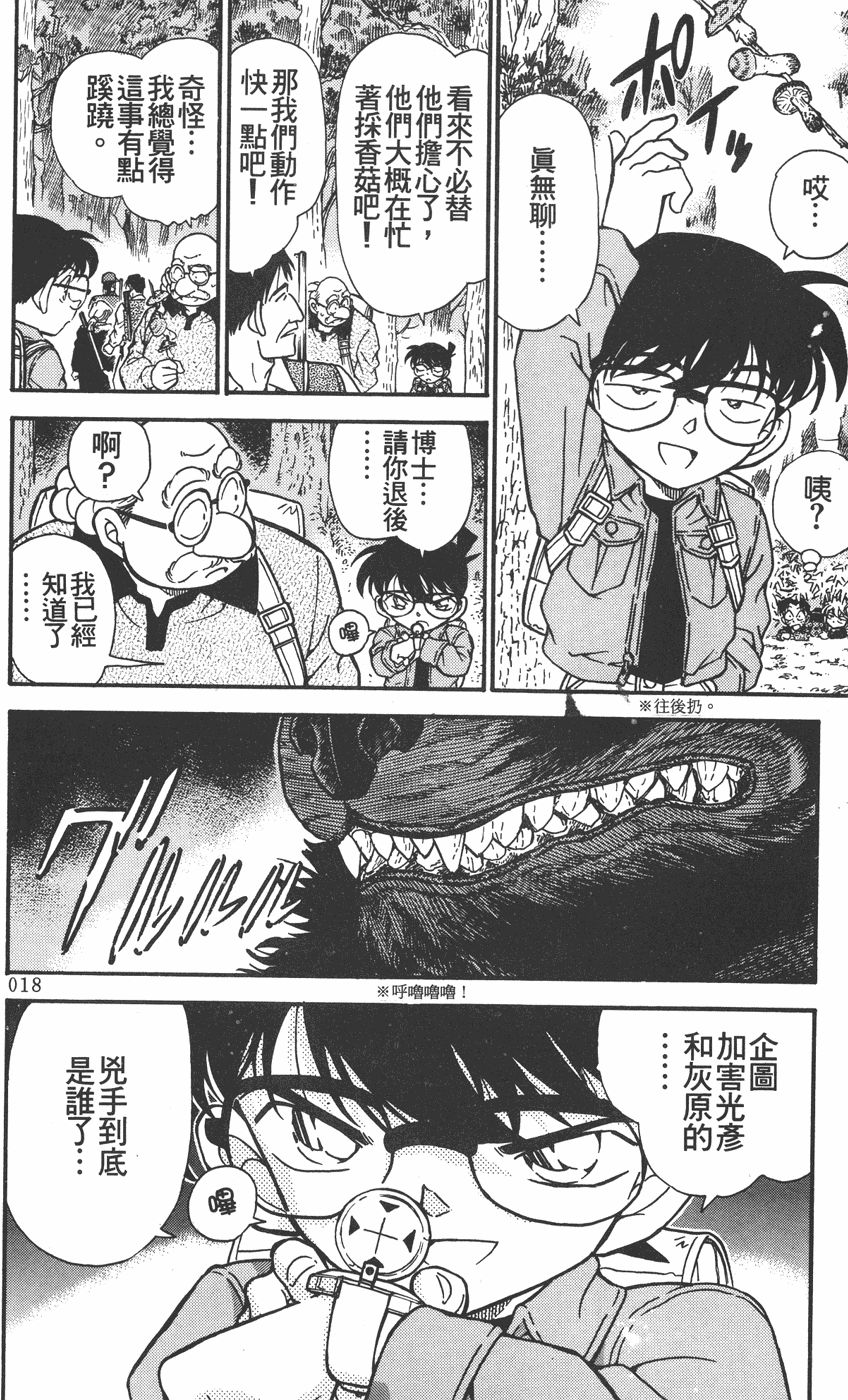 哎…
ポイッ
眞無聊……
咦?
※往後扔。
看來不必替
他們擔心了,
他們大概在忙
著採香菇吧!
那我們動作
快一點吧!
奇怪…
我總覺得
這事有點
蹊蹺。
博士…
請你退後
……
嗶
啊?
我已經
知道了
……
グルルルル
※呼嚕嚕嚕!
018
企圖
加害光彥
和灰原的
……
嗶
兇手到底
是誰了…